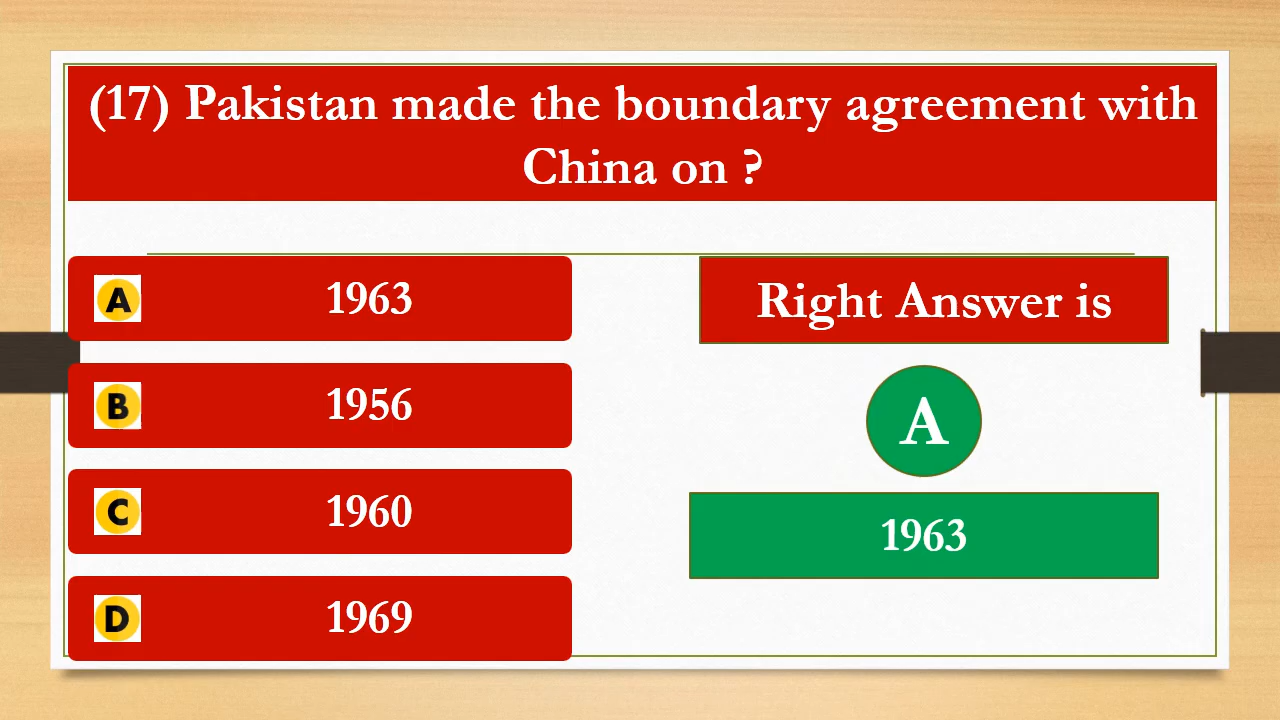 (17) Pakistan made the boundary agreement with
China on ?
A 1963
B 1956
C 1960
D 1969
Right Answer is
A
1963